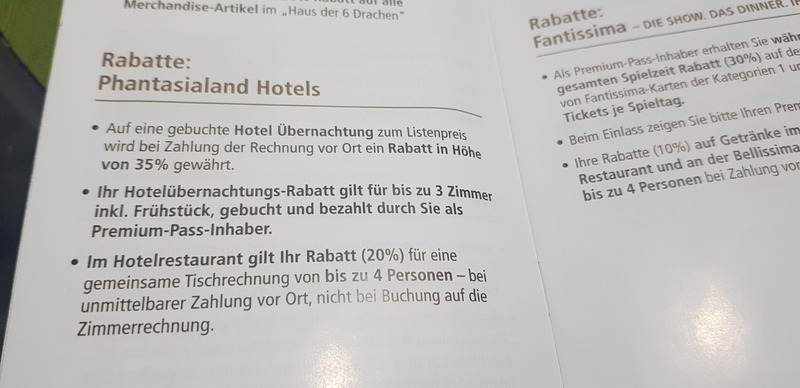 Merchandise-Artikel im „Haus der 6 Drachen“
Rabatte:
Phantasialand Hotels
• Auf eine gebuchte Hotel Übernachtung zum Listenpreis
wird bei Zahlung der Rechnung vor Ort ein Rabatt in Höhe
von 35% gewährt.
• Ihr Hotelübernachtungs-Rabatt gilt für bis zu 3 Zimmer
inkl. Frühstück, gebucht und bezahlt durch Sie als
Premium-Pass-Inhaber.
• Im Hotelrestaurant gilt Ihr Rabatt (20%) für eine
gemeinsame Tischrechnung von bis zu 4 Personen – bei
unmittelbarer Zahlung vor Ort, nicht bei Buchung auf die
Zimmerrechnung.
Rabatte:
Fantissima – DIE SHOW. DAS DINNER.
• Als Premium-Pass-Inhaber erhalten Sie
gesamten Spielzeit Rabatt (30%) auf
von Fantissima-Karten der Kategorien 1
Tickets je Spieltag.
• Beim Einlass zeigen Sie bitte Ihren
• Ihre Rabatte (10%) auf Getränke im
Restaurant und an der Bellissima
bis zu 4 Personen bei Zahlung